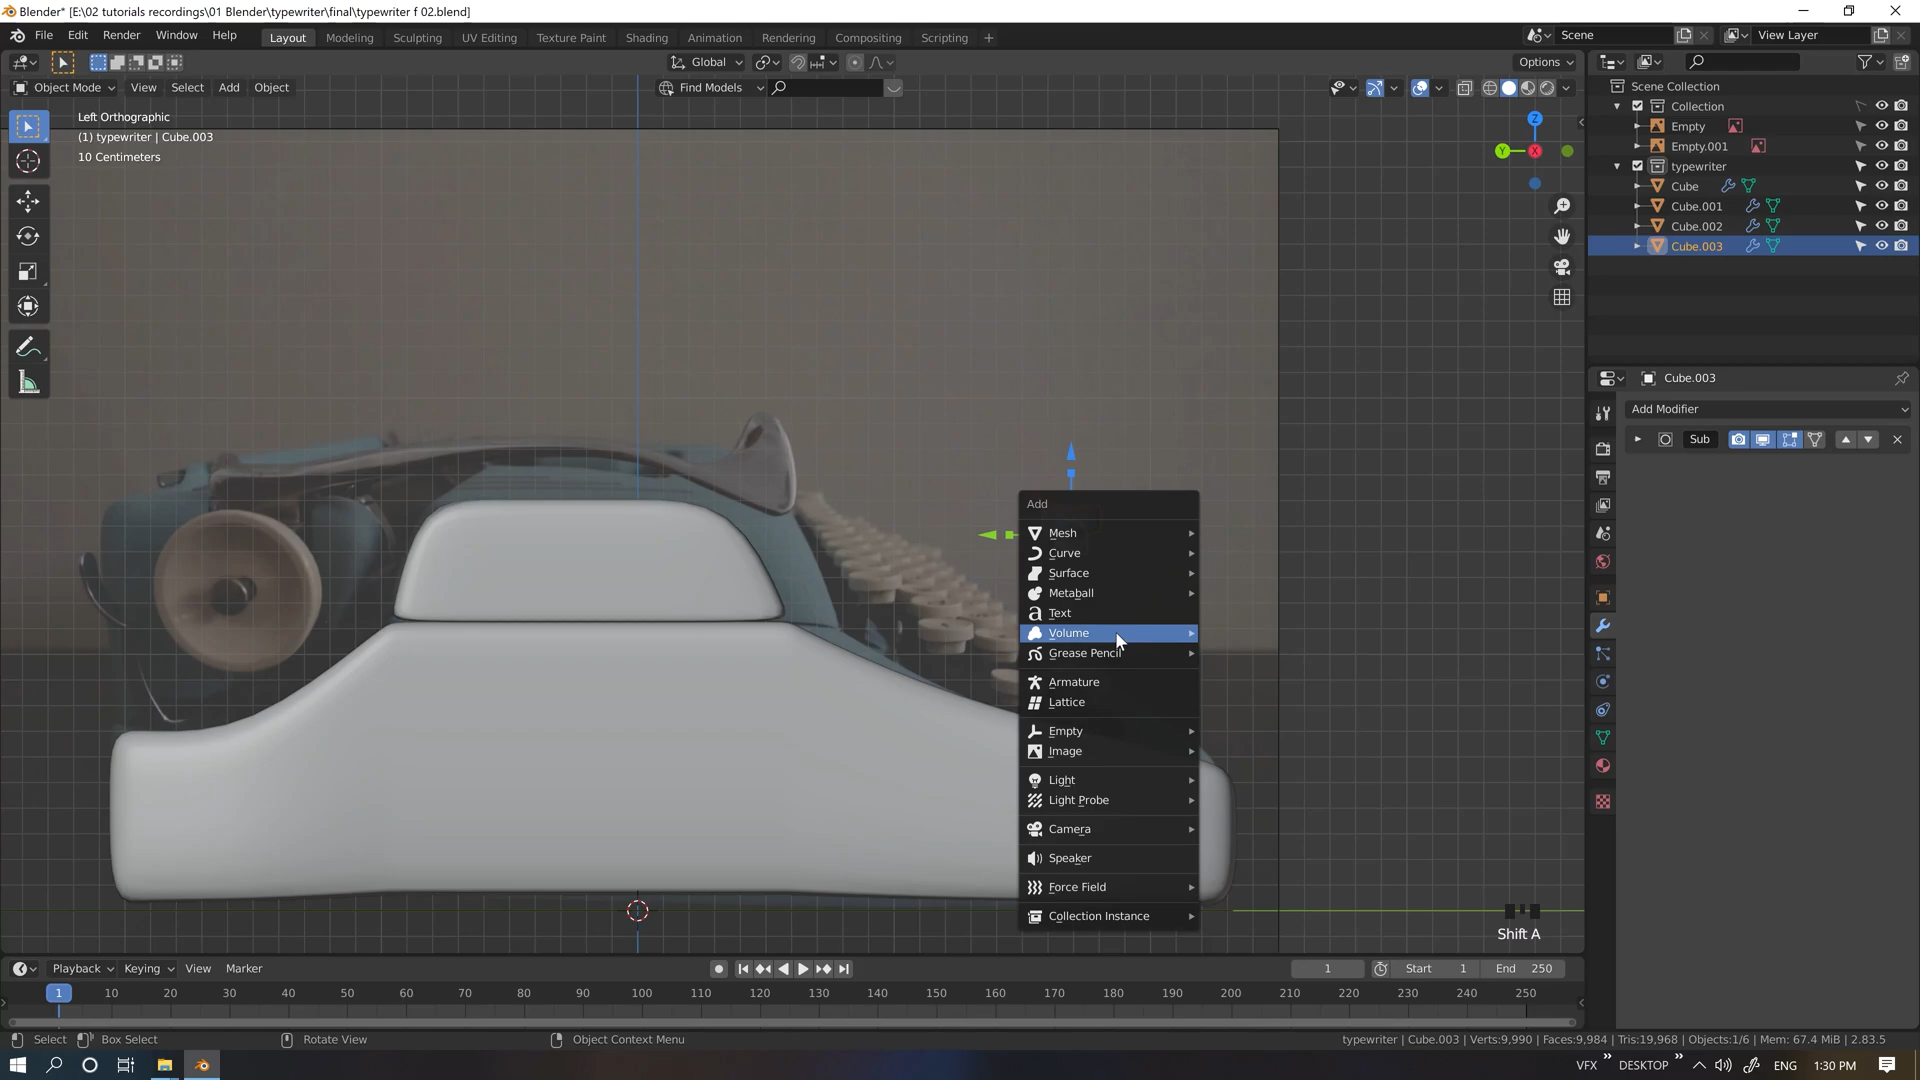 Blender* [E:\02 tutorials recordings\01 Blender\typewriter\final\typewriter f 02.blend]
File Edit Render Window Help
Layout Modeling Sculpting UV Editing Texture Paint Shading Animation Rendering Compositing Scripting +
Scene
View Layer
Global
Options
Object Mode View Select Add Object
Find Models
Left Orthographic
(1) typewriter | Cube.003
10 Centimeters
Z
Y
X
Scene Collection
Collection
Empty
Empty.001
typewriter
Cube
Cube.001
Cube.002
Cube.003
Cube.003
Add Modifier
Sub
Add
Mesh
Curve
Surface
Metaball
Text
Volume
Grease Pencil
Armature
Lattice
Empty
Image
Light
Light Probe
Camera
Speaker
Force Field
Collection Instance
Shift A
Playback Keying View Marker
1 Start 1 End 250
1 10 20 30 40 50 60 70 80 90 100 110 120 130 140 150 160 170 180 190 200 210 220 230 240 250
Select Box Select Rotate View Object Context Menu
typewriter | Cube.003 | Verts:9,990 | Faces:9,984 | Tris:19,968 | Objects:1/6 | Mem: 67.4 MiB | 2.83.5
VFX » DESKTOP » ENG 1:30 PM